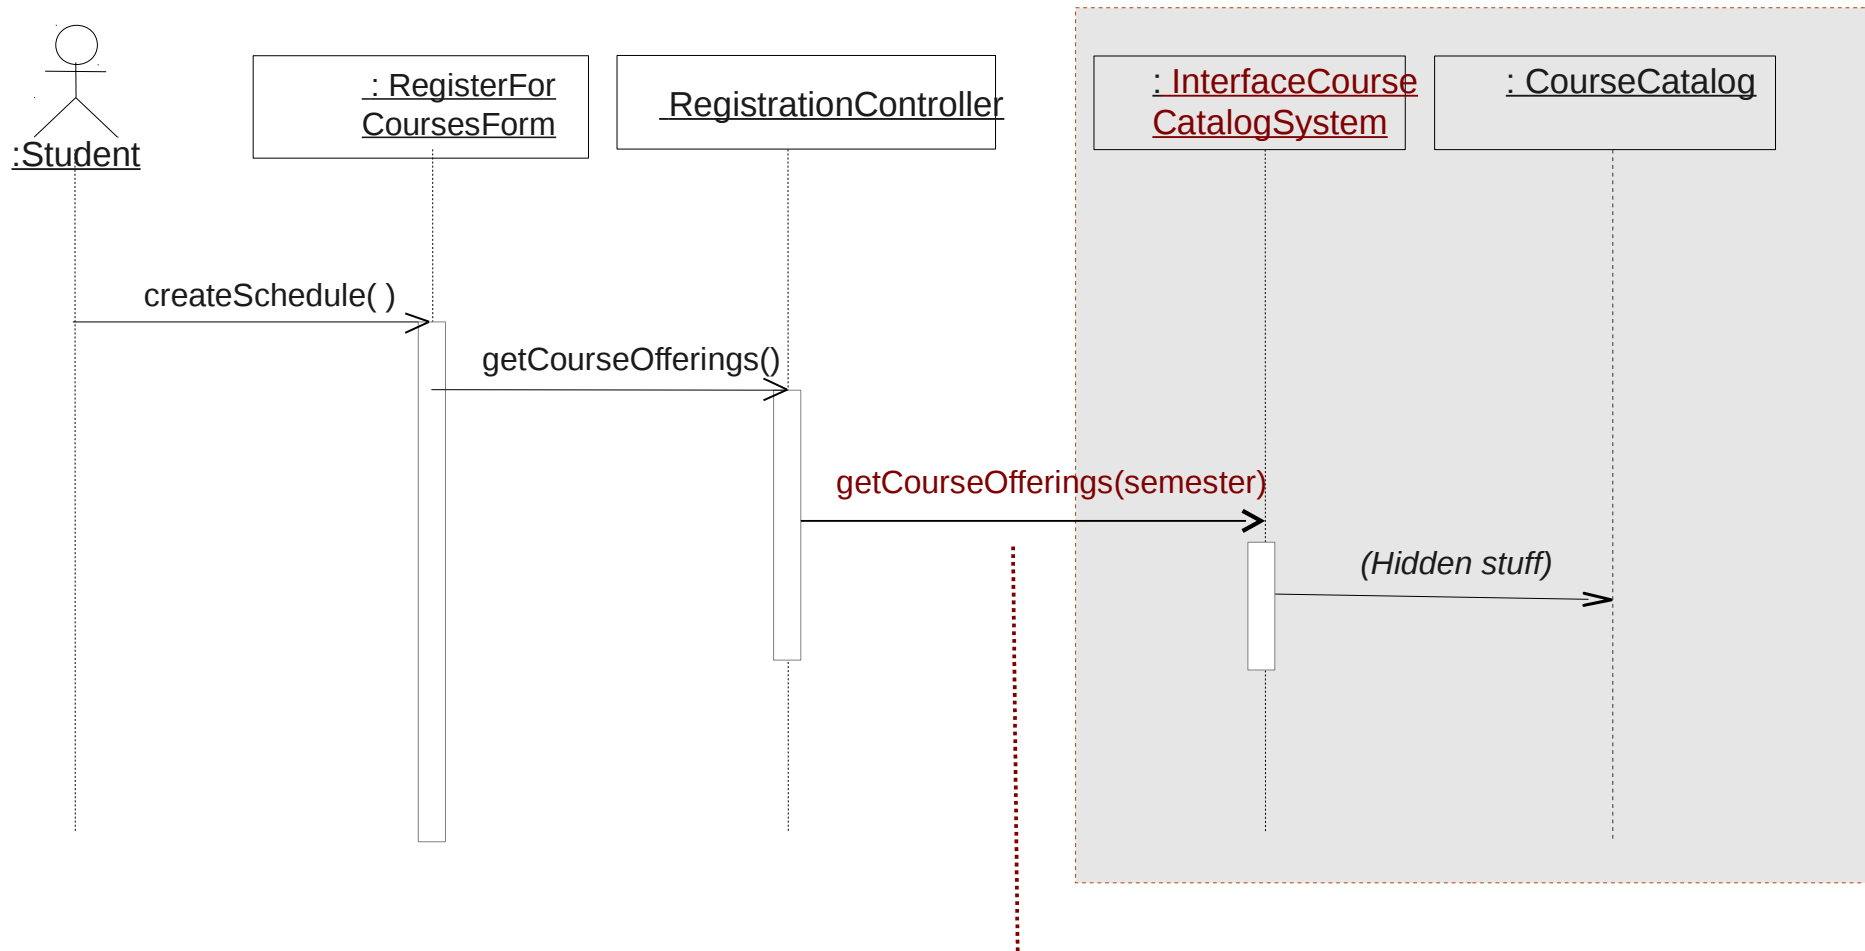 :Student
: RegisterFor
CoursesForm
RegistrationController
: InterfaceCourse
CatalogSystem
: CourseCatalog
createSchedule( )
getCourseOfferings()
getCourseOfferings(semester)
(Hidden stuff)